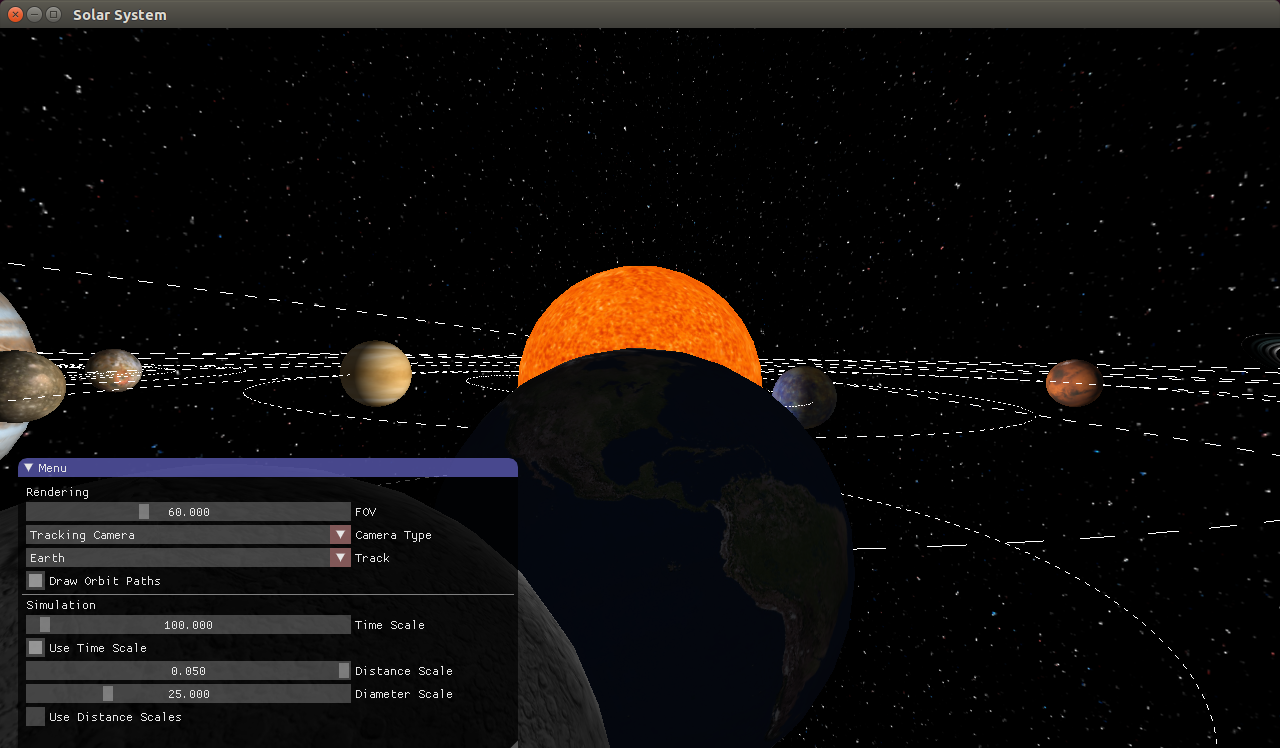 Solar System
Menu
Rendering
60.000 FOV
Tracking Camera Camera Type
Earth Track
Draw Orbit Paths
Simulation
100.000 Time Scale
Use Time Scale
0.050 Distance Scale
25.000 Diameter Scale
Use Distance Scales